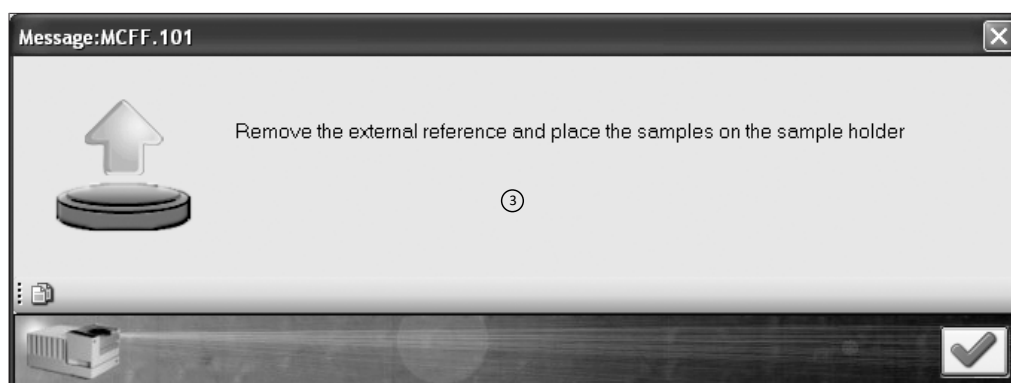 Message:MCFF.101
Remove the external reference and place the samples on the sample holder
3